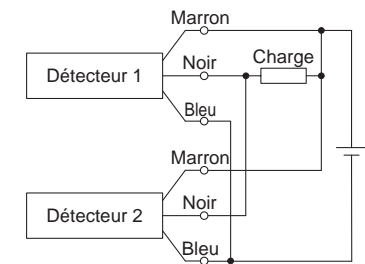 Marron
Noir
Charge
Détecteur 1
Bleu
Marron
Noir
Détecteur 2
Bleu